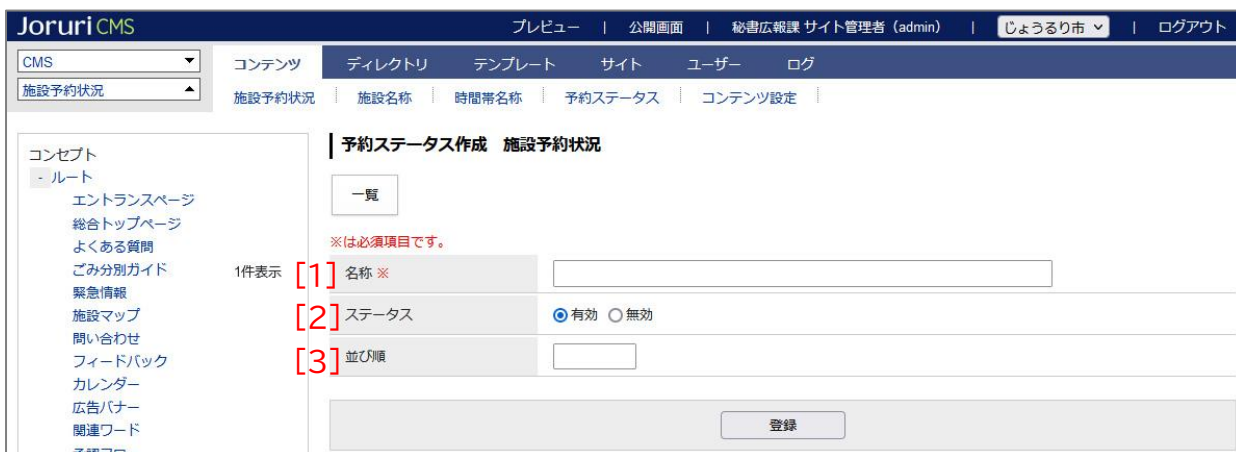 Joruri CMS
プレビュー | 公開画面 | 秘書広報課 サイト管理者 (admin) | じょうるり市 | ログアウト
CMS
施設予約状況
コンテンツ ディレクトリ テンプレート サイト ユーザー ログ
施設予約状況 施設名称 時間帯名称 予約ステータス コンテンツ設定
コンセプト
- ルート
エントランスページ
総合トップページ
よくある質問
ごみ分別ガイド
緊急情報
施設マップ
問い合わせ
フィードバック
カレンダー
広告バナー
関連ワード
1件表示
予約ステータス作成 施設予約状況
一覧
※は必須項目です。
[1] 名称 ※
[2] ステータス 有効 無効
[3] 並び順
登録